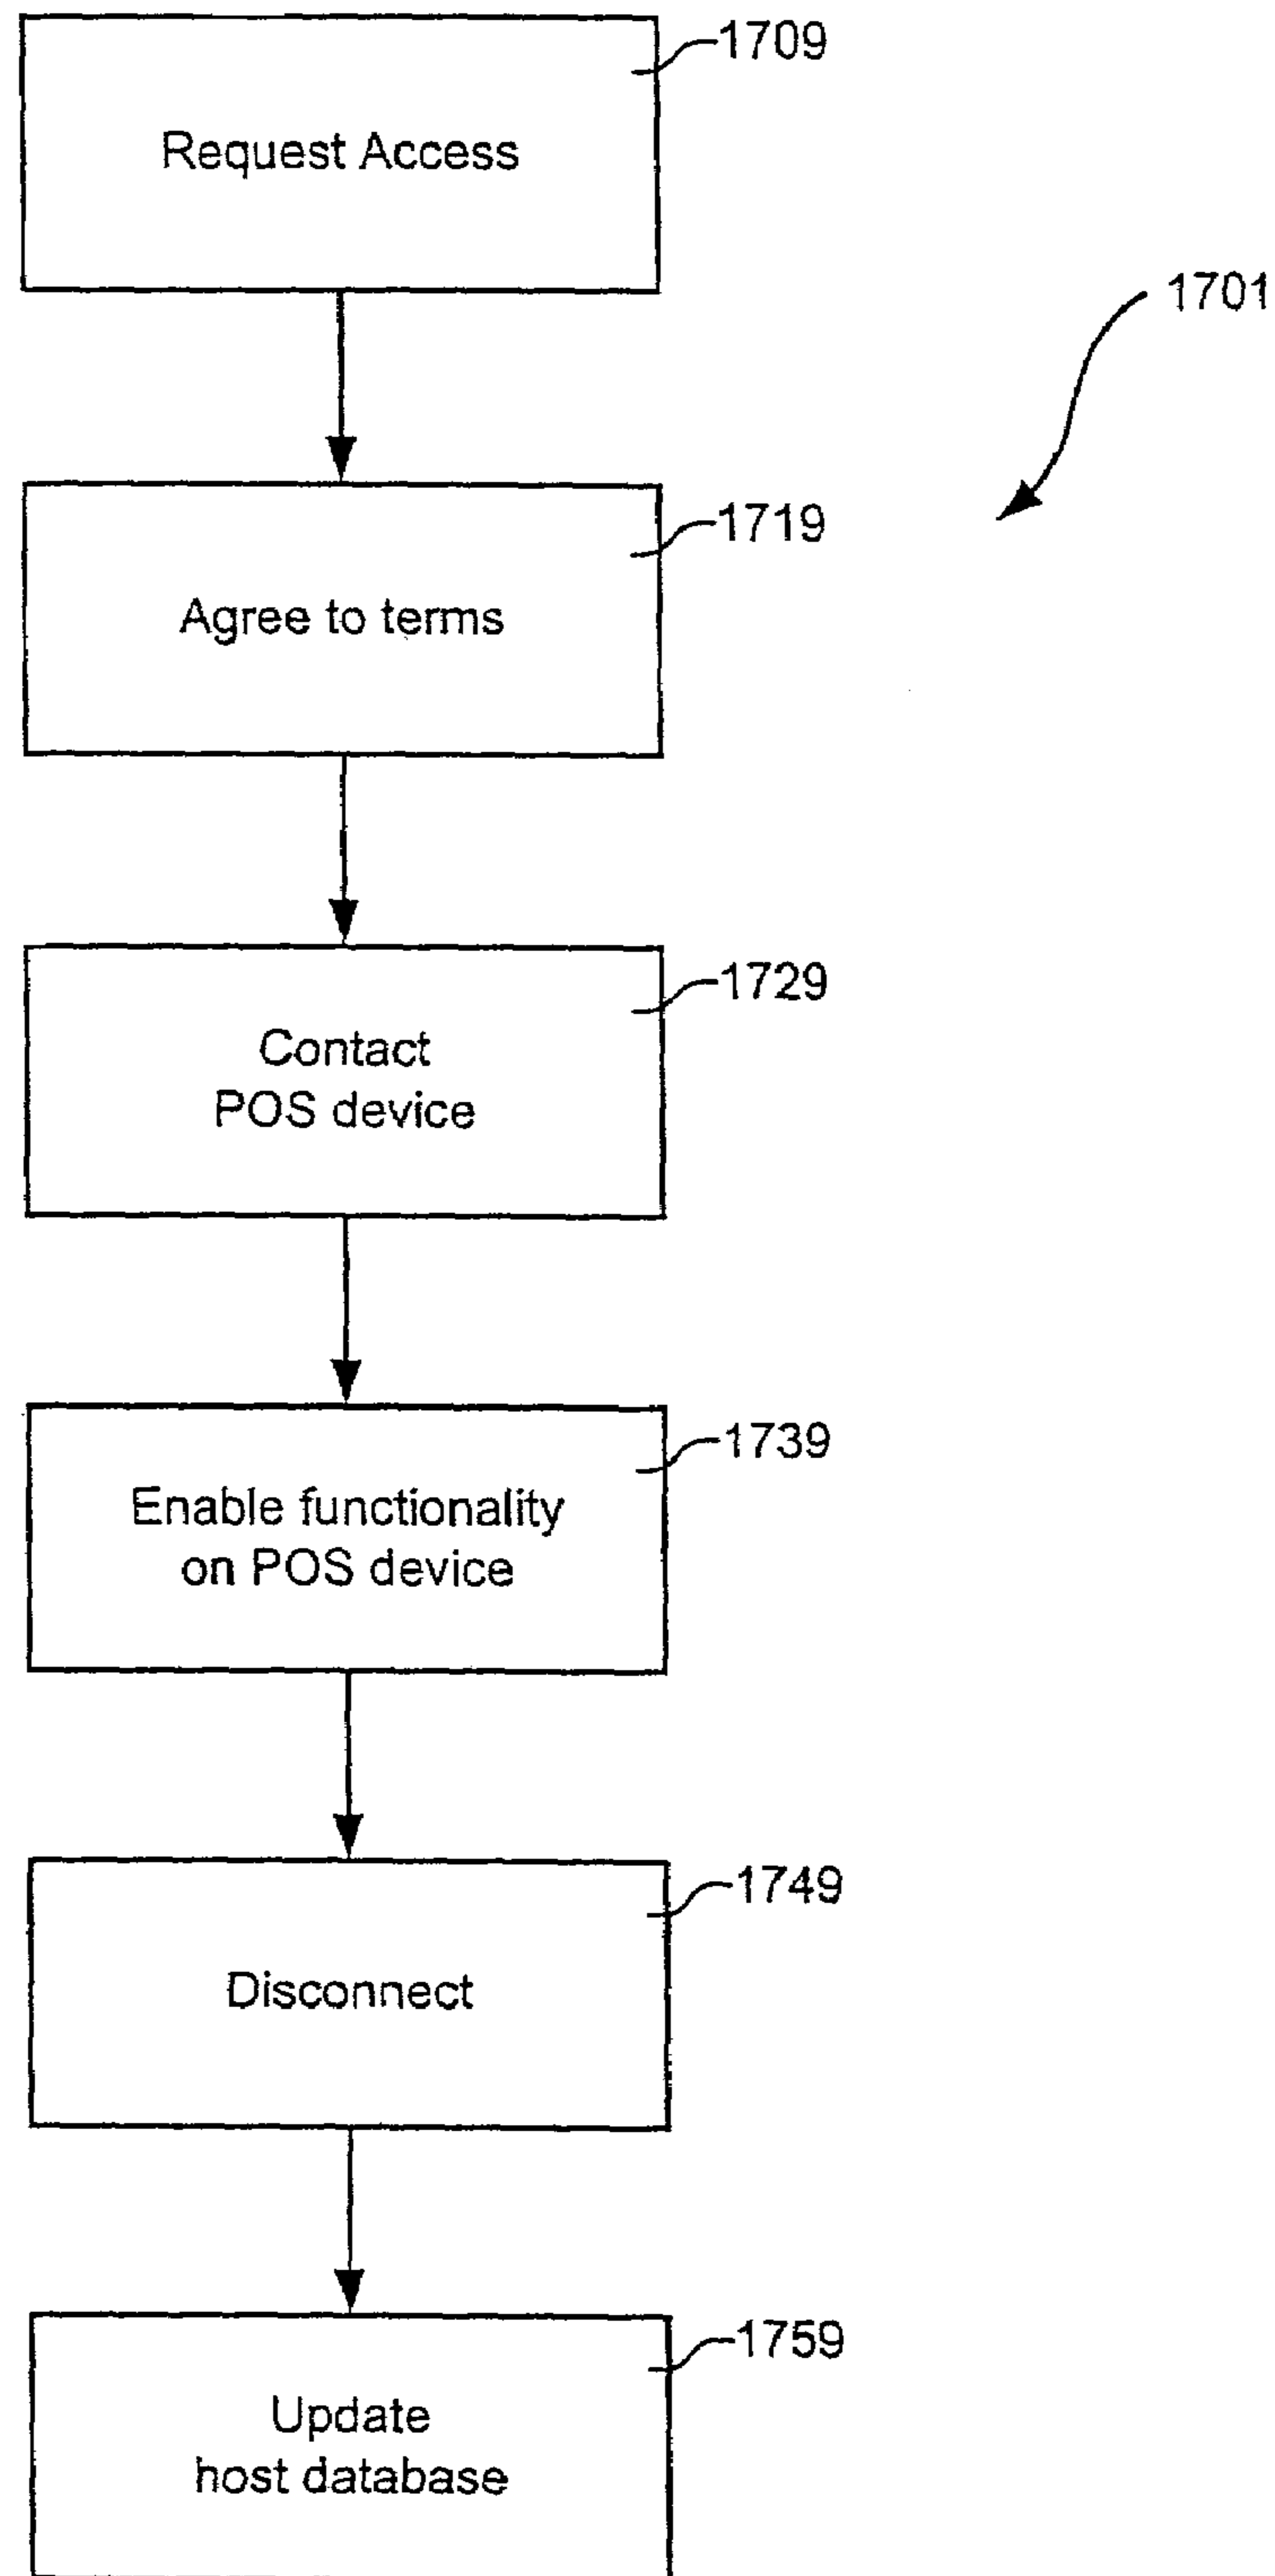 1709
Request Access
1701
1719
Agree to terms
1729
Contact
POS device
1739
Enable functionality
on POS device
1749
Disconnect
1759
Update
host database